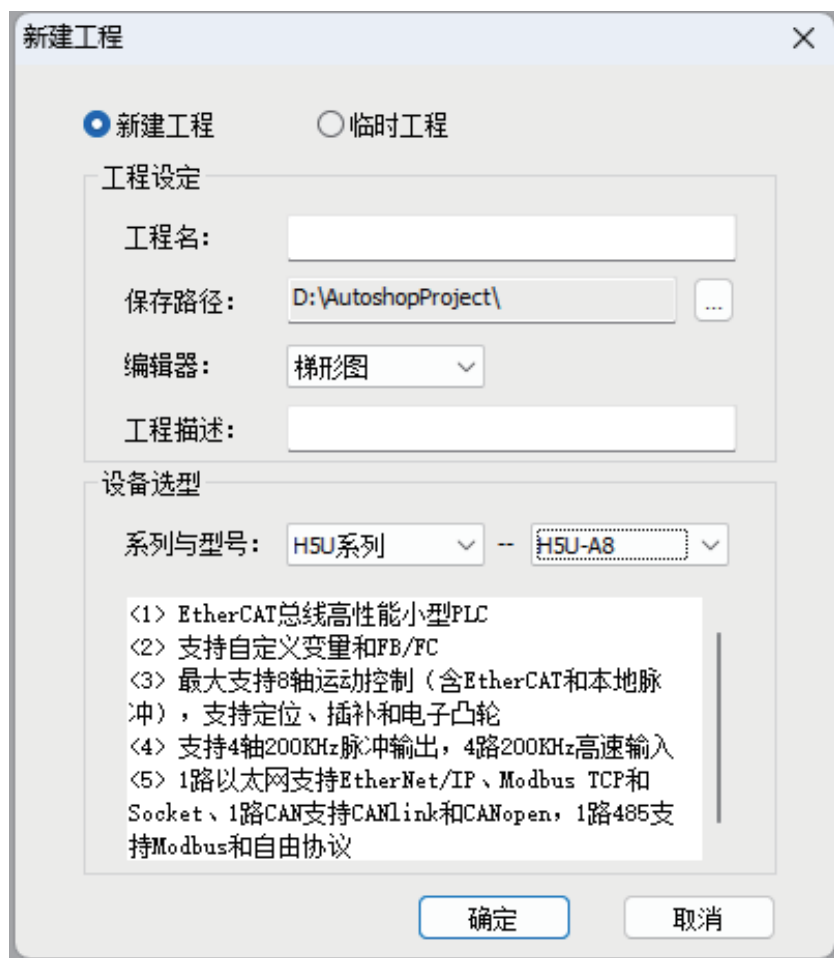 新建工程
新建工程 临时工程
工程设定
工程名：
保存路径： D:\AutoshopProject\ ...
编辑器： 梯形图
工程描述：
设备选型
系列与型号： H5U系列 -- H5U-A8
<1> EtherCAT总线高性能小型PLC
<2> 支持自定义变量和FB/FC
<3> 最大支持8轴运动控制（含EtherCAT和本地脉
冲），支持定位、插补和电子凸轮
<4> 支持4轴200KHz脉冲输出，4路200KHz高速输入
<5> 1路以太网支持EtherNet/IP、Modbus TCP和
Socket、1路CAN支持CANlink和CANopen，1路485支
持Modbus和自由协议
确定 取消